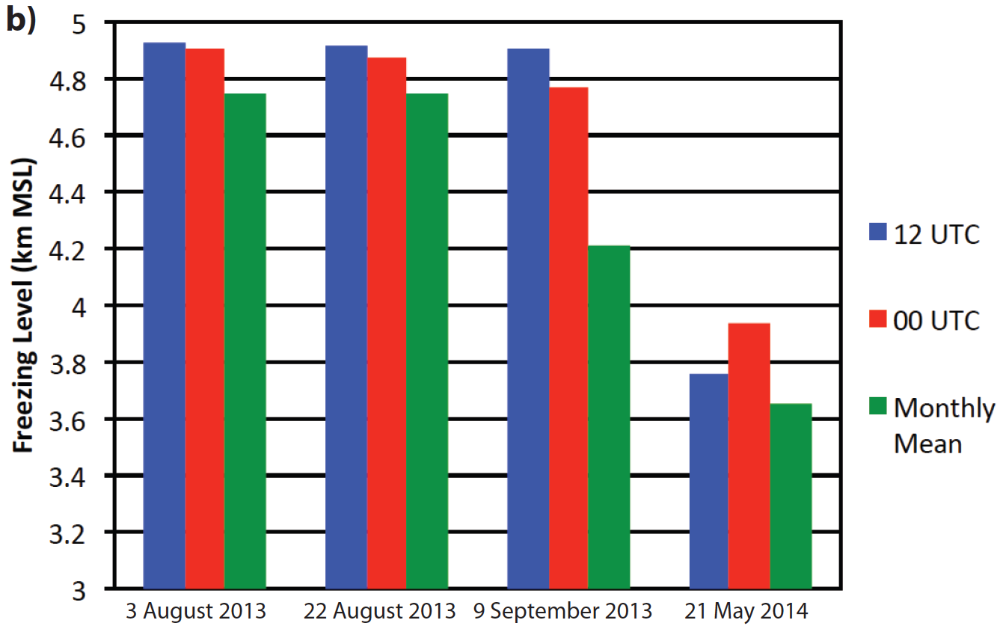 b)
5
4.8
4.6
4.4
4.2
4
3.8
3.6
3.4
3.2
3
Freezing Level (km MSL)
3 August 2013
22 August 2013
9 September 2013
21 May 2014
12 UTC
00 UTC
Monthly
Mean